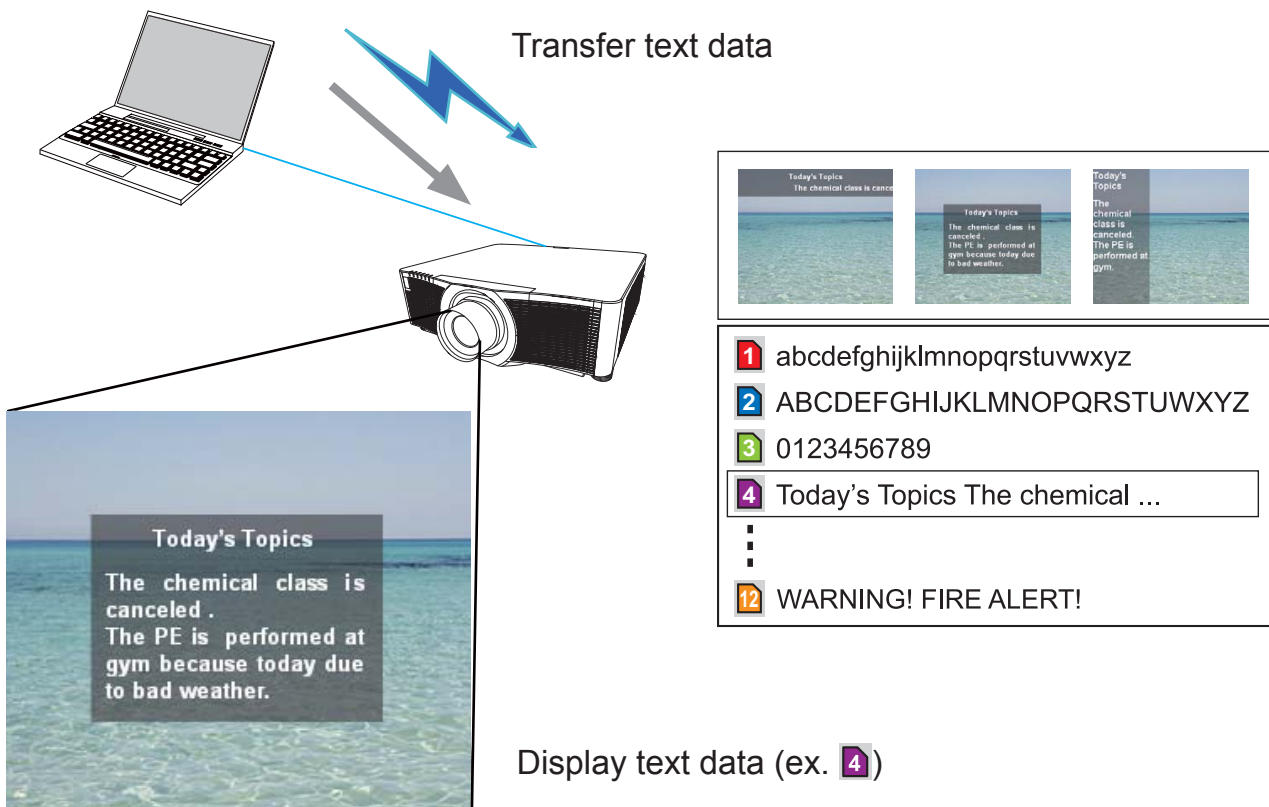 Transfer text data
Today's Topics
The chemical class is cance
Today's Topics
The chemical class is
canceled .
The PE is performed at
gym because today due
to bad weather.
Today's
Topics
The
chemical
class is
canceled.
The PE is
performed at
gym.
1 abcdefghijklmnopqrstuvwxyz
2 ABCDEFGHIJKLMNOPQRSTUWXYZ
3 0123456789
4 Today's Topics The chemical ...
12 WARNING! FIRE ALERT!
Today's Topics
The chemical class is
canceled .
The PE is performed at
gym because today due
to bad weather.
Display text data (ex. 4)